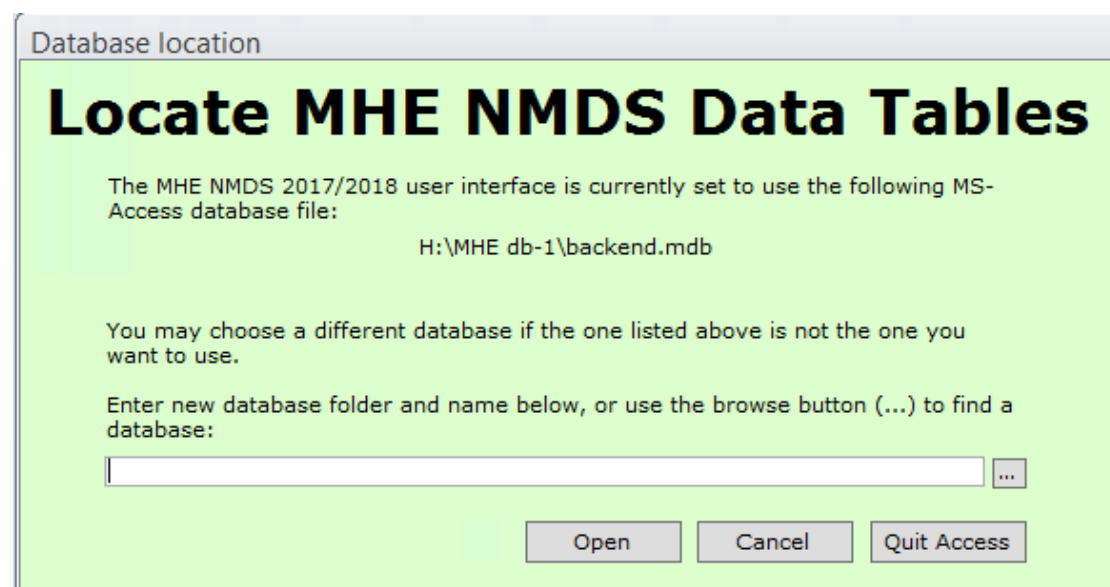 Database location
Locate MHE NMDS Data Tables
The MHE NMDS 2017/2018 user interface is currently set to use the following MS-
Access database file:
H:\MHE db-1\backend.mdb
You may choose a different database if the one listed above is not the one you
want to use.
Enter new database folder and name below, or use the browse button (...) to find a
database:
...
Open Cancel Quit Access